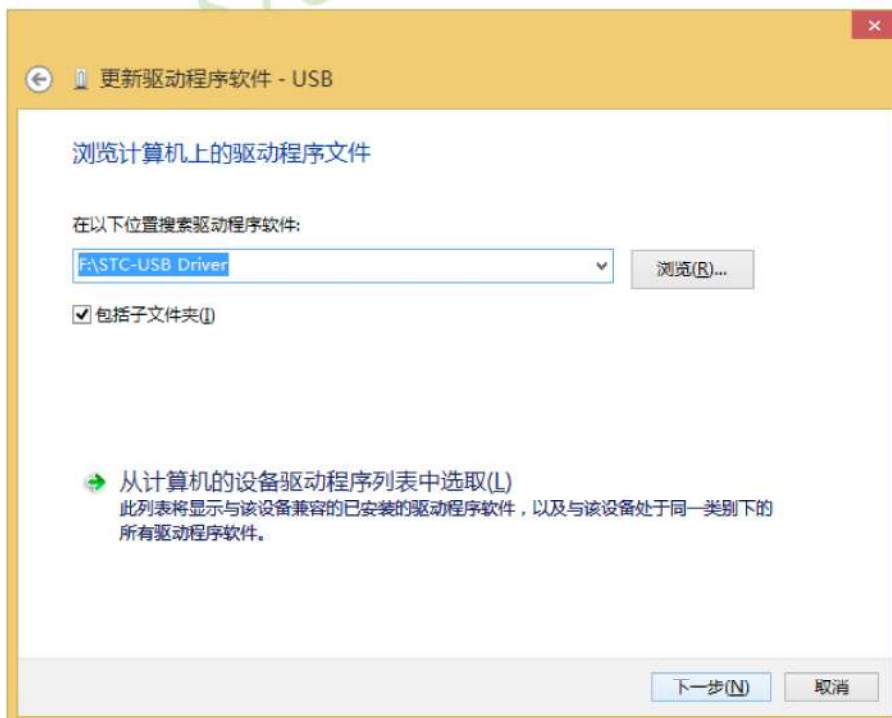 更新驱动程序软件 - USB
浏览计算机上的驱动程序文件
在以下位置搜索驱动程序软件:
F:\STC-USB Driver
浏览(R)...
包括子文件夹(I)
从计算机的设备驱动程序列表中选取(L)
此列表将显示与该设备兼容的已安装的驱动程序软件，以及与该设备处于同一类别下的
所有驱动程序软件。
下一步(N)
取消